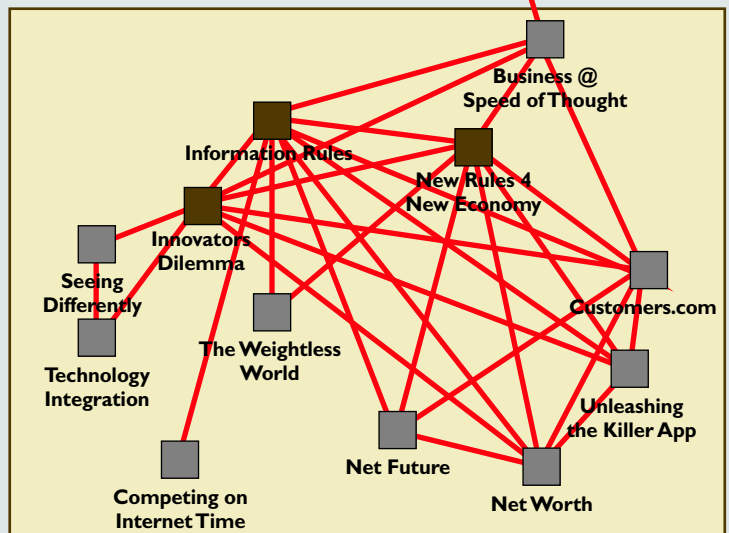 Business @
Speed of Thought
Information Rules
New Rules 4
New Economy
Innovators
Dilemma
Seeing
Differently
Customers.com
The Weightless
World
Technology
Integration
Unleashing
the Killer App
Net Future
Net Worth
Competing on
Internet Time